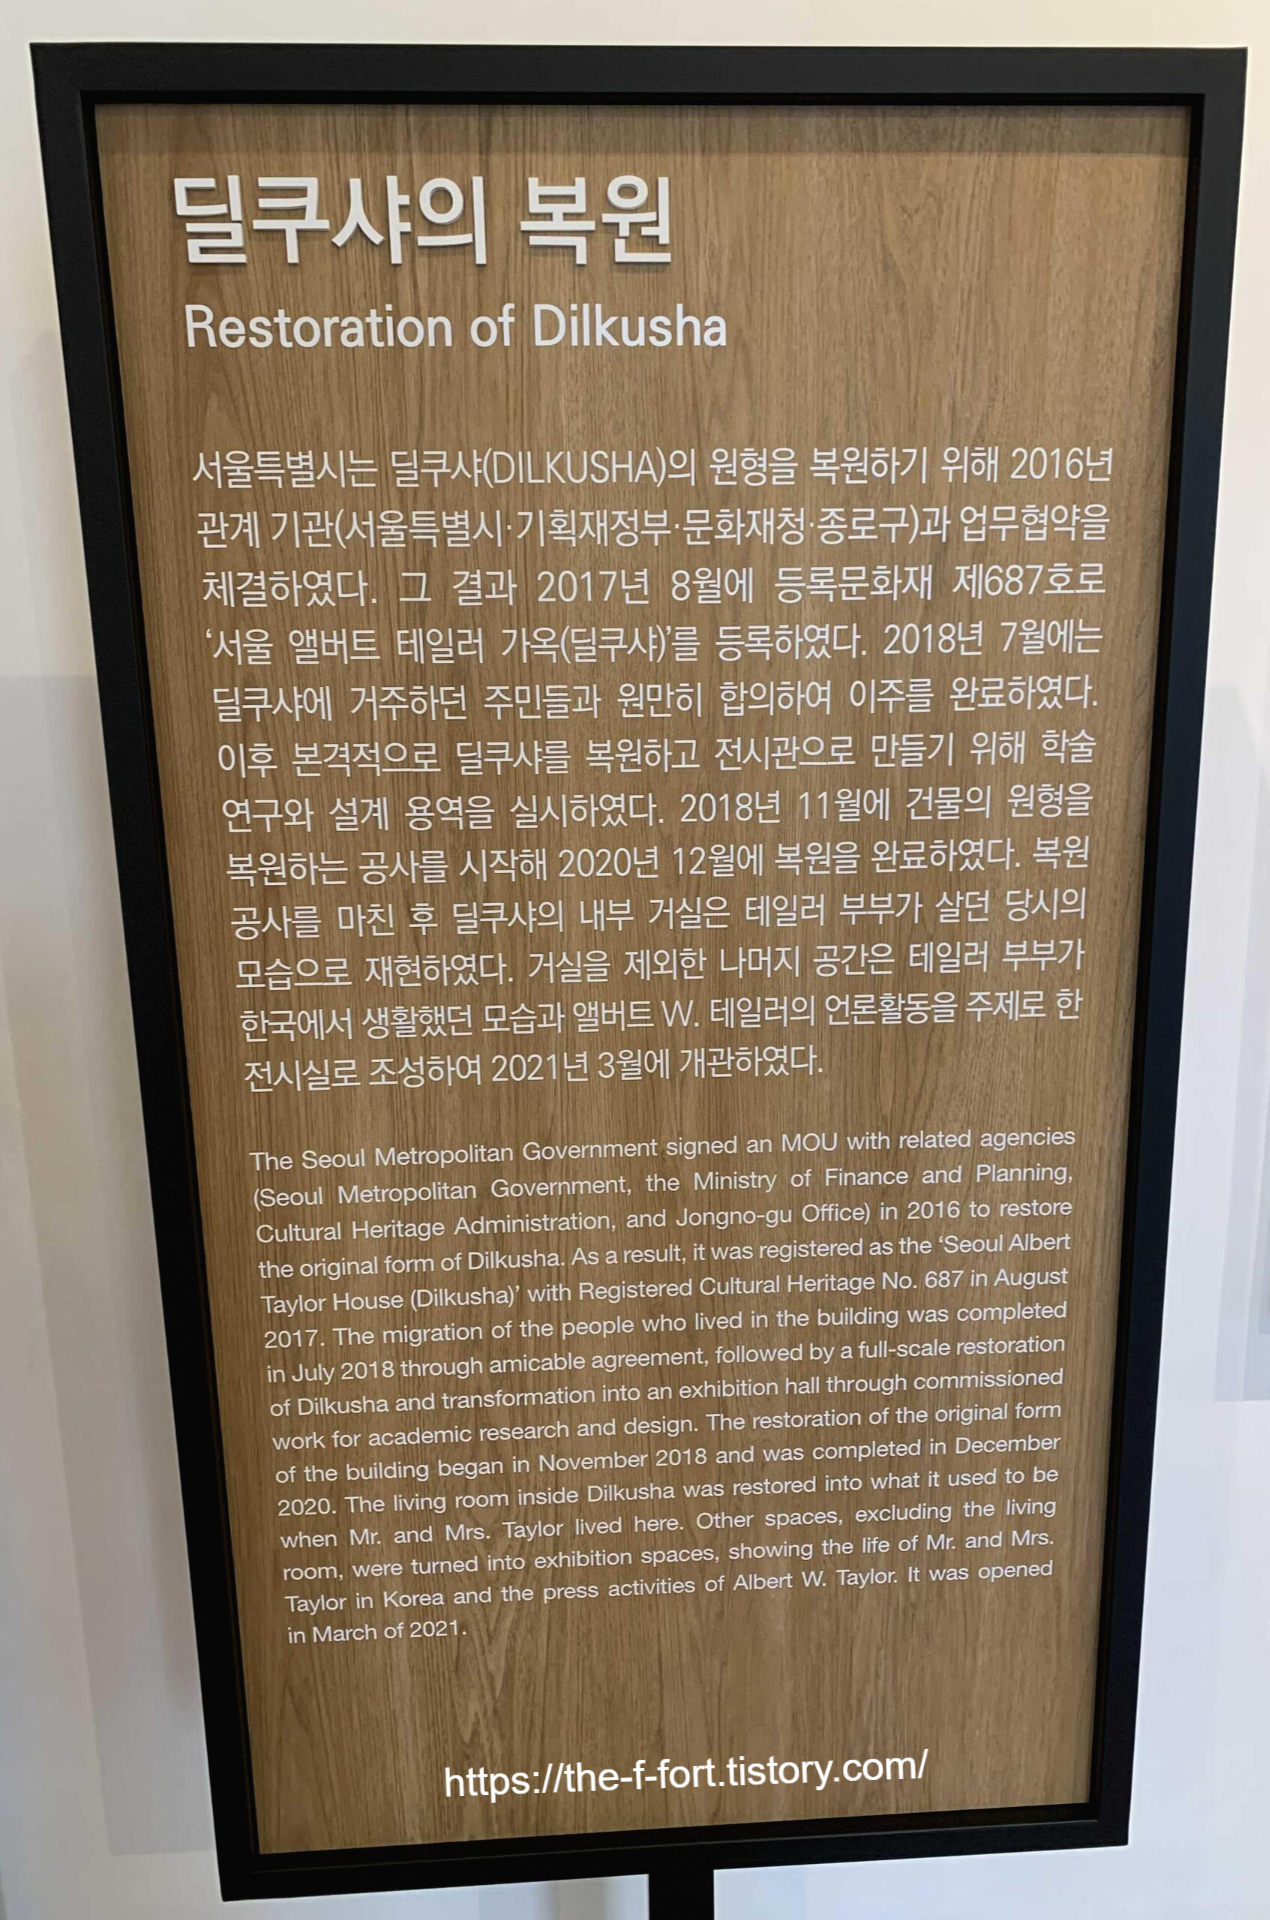 딜쿠샤의 복원
Restoration of Dilkusha
서울특별시는 딜쿠샤(DILKUSHA)의 원형을 복원하기 위해 2016년
관계 기관(서울특별시·기획재정부·문화재청·종로구)과 업무협약을
체결하였다. 그 결과 2017년 8월에 등록문화재 제687호로
‘서울 앨버트 테일러 가옥(딜쿠샤)’를 등록하였다. 2018년 7월에는
딜쿠샤에 거주하던 주민들과 원만히 합의하여 이주를 완료하였다.
이후 본격적으로 딜쿠샤를 복원하고 전시관으로 만들기 위해 학술
연구와 설계 용역을 실시하였다. 2018년 11월에 건물의 원형을
복원하는 공사를 시작해 2020년 12월에 복원을 완료하였다. 복원
공사를 마친 후 딜쿠샤의 내부 거실은 테일러 부부가 살던 당시의
모습으로 재현하였다. 거실을 제외한 나머지 공간은 테일러 부부가
한국에서 생활했던 모습과 앨버트 W. 테일러의 언론활동을 주제로 한
전시실로 조성하여 2021년 3월에 개관하였다.
The Seoul Metropolitan Government signed an MOU with related agencies
(Seoul Metropolitan Government, the Ministry of Finance and Planning,
Cultural Heritage Administration, and Jongno-gu Office) in 2016 to restore
the original form of Dilkusha. As a result, it was registered as the ‘Seoul Albert
Taylor House (Dilkusha)’ with Registered Cultural Heritage No. 687 in August
2017. The migration of the people who lived in the building was completed
in July 2018 through amicable agreement, followed by a full-scale restoration
of Dilkusha and transformation into an exhibition hall through commissioned
work for academic research and design. The restoration of the original form
of the building began in November 2018 and was completed in December
2020. The living room inside Dilkusha was restored into what it used to be
when Mr. and Mrs. Taylor lived here. Other spaces, excluding the living
room, were turned into exhibition spaces, showing the life of Mr. and Mrs.
Taylor in Korea and the press activities of Albert W. Taylor. It was opened
in March of 2021.
https://the-f-fort.tistory.com/